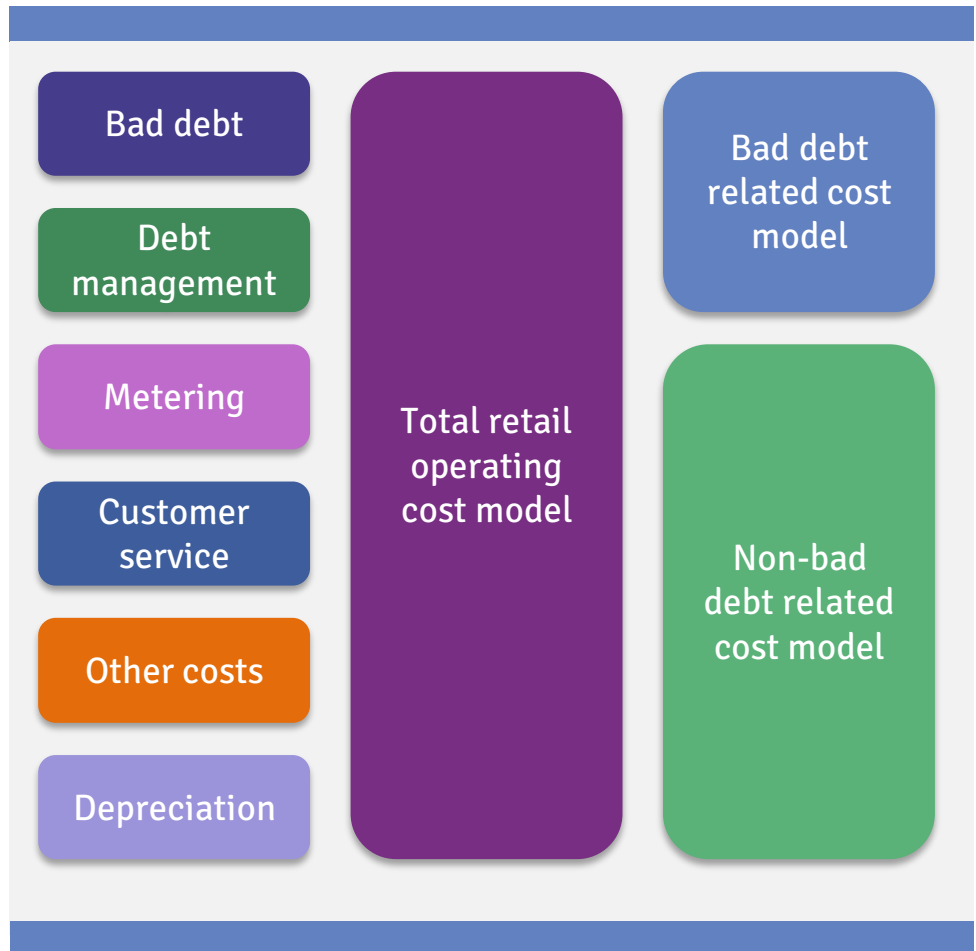 Bad debt
Debt
management
Metering
Customer
service
Other costs
Depreciation
Total retail
operating
cost model
Bad debt
related cost
model
Non-bad
debt related
cost model